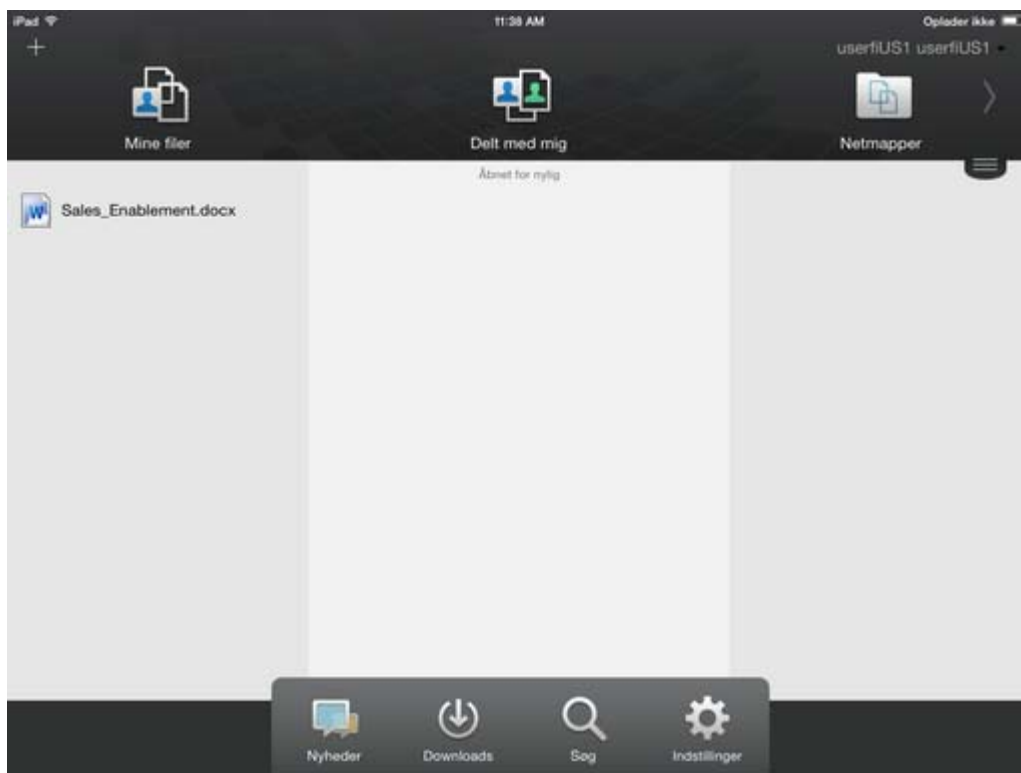 iPad 11:38 AM Oplader ikke
userfiUS1 userfiUS1
Mine filer Delt med mig Netmapper
Åbnet for nylig
Sales_Enablement.docx
Nyheder Downloads Søg Indstillinger